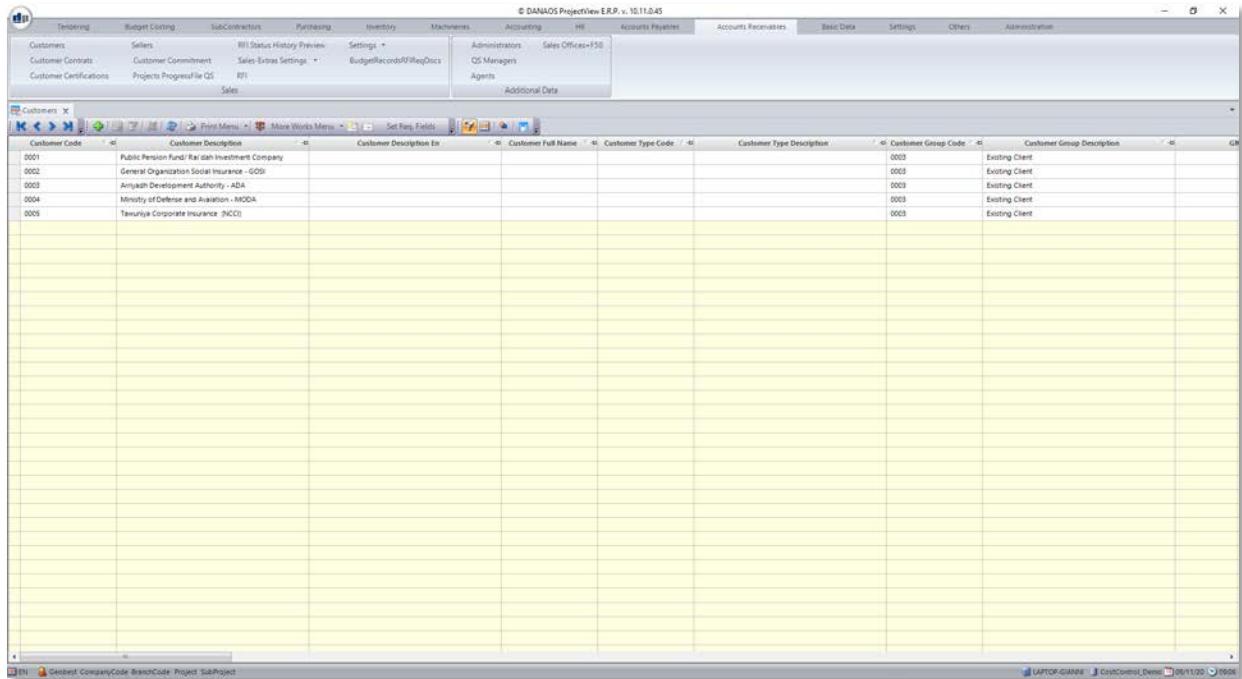 © DANAOS ProjectView E.R.P. v. 10.11.0.45
Tendering Budget Costing SubContractors Purchasing Inventory Machineries Accounting HR Accounts Payables Accounts Receivables Basic Data Settings Others Administration
Customers Sellers RFI Status History Preview Settings Administrators Sales Offices=F50
Customer Contrats Customer Commitment Sales-Extras Settings BudgetRecordsRFIReqDocs QS Managers
Customer Certifications Projects ProgressFile QS RFI Agents
Sales Additional Data
Customers x
Print Menu More Works Menu Set Req. Fields
Customer Code Customer Description Customer Description En Customer Full Name Customer Type Code Customer Type Description Customer Group Code Customer Group Description
0001 Public Pension Fund/ Rai'dah Investment Company 0003 Existing Client
0002 General Organization Social Insurance - GOSI 0003 Existing Client
0003 Arriyadh Development Authority - ADA 0003 Existing Client
0004 Ministry of Defense and Avaiation - MODA 0003 Existing Client
0005 Tawuniya Corporate Insurance (NCCI) 0003 Existing Client
EN Genbest CompanyCode BranchCode Project SubProject LAPTOP-GIANNI CostControl_Demo 09/11/20 09:06